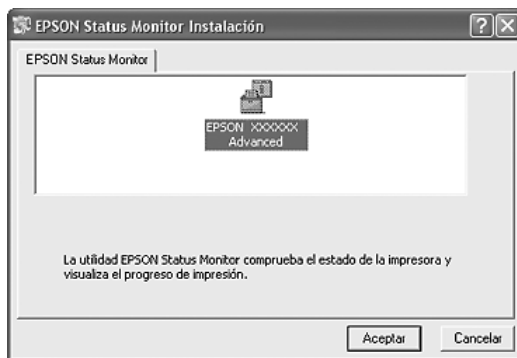 EPSON Status Monitor Instalación
EPSON Status Monitor
EPSON XXXXXX
Advanced
La utilidad EPSON Status Monitor comprueba el estado de la impresora y
visualiza el progreso de impresión.
Aceptar
Cancelar